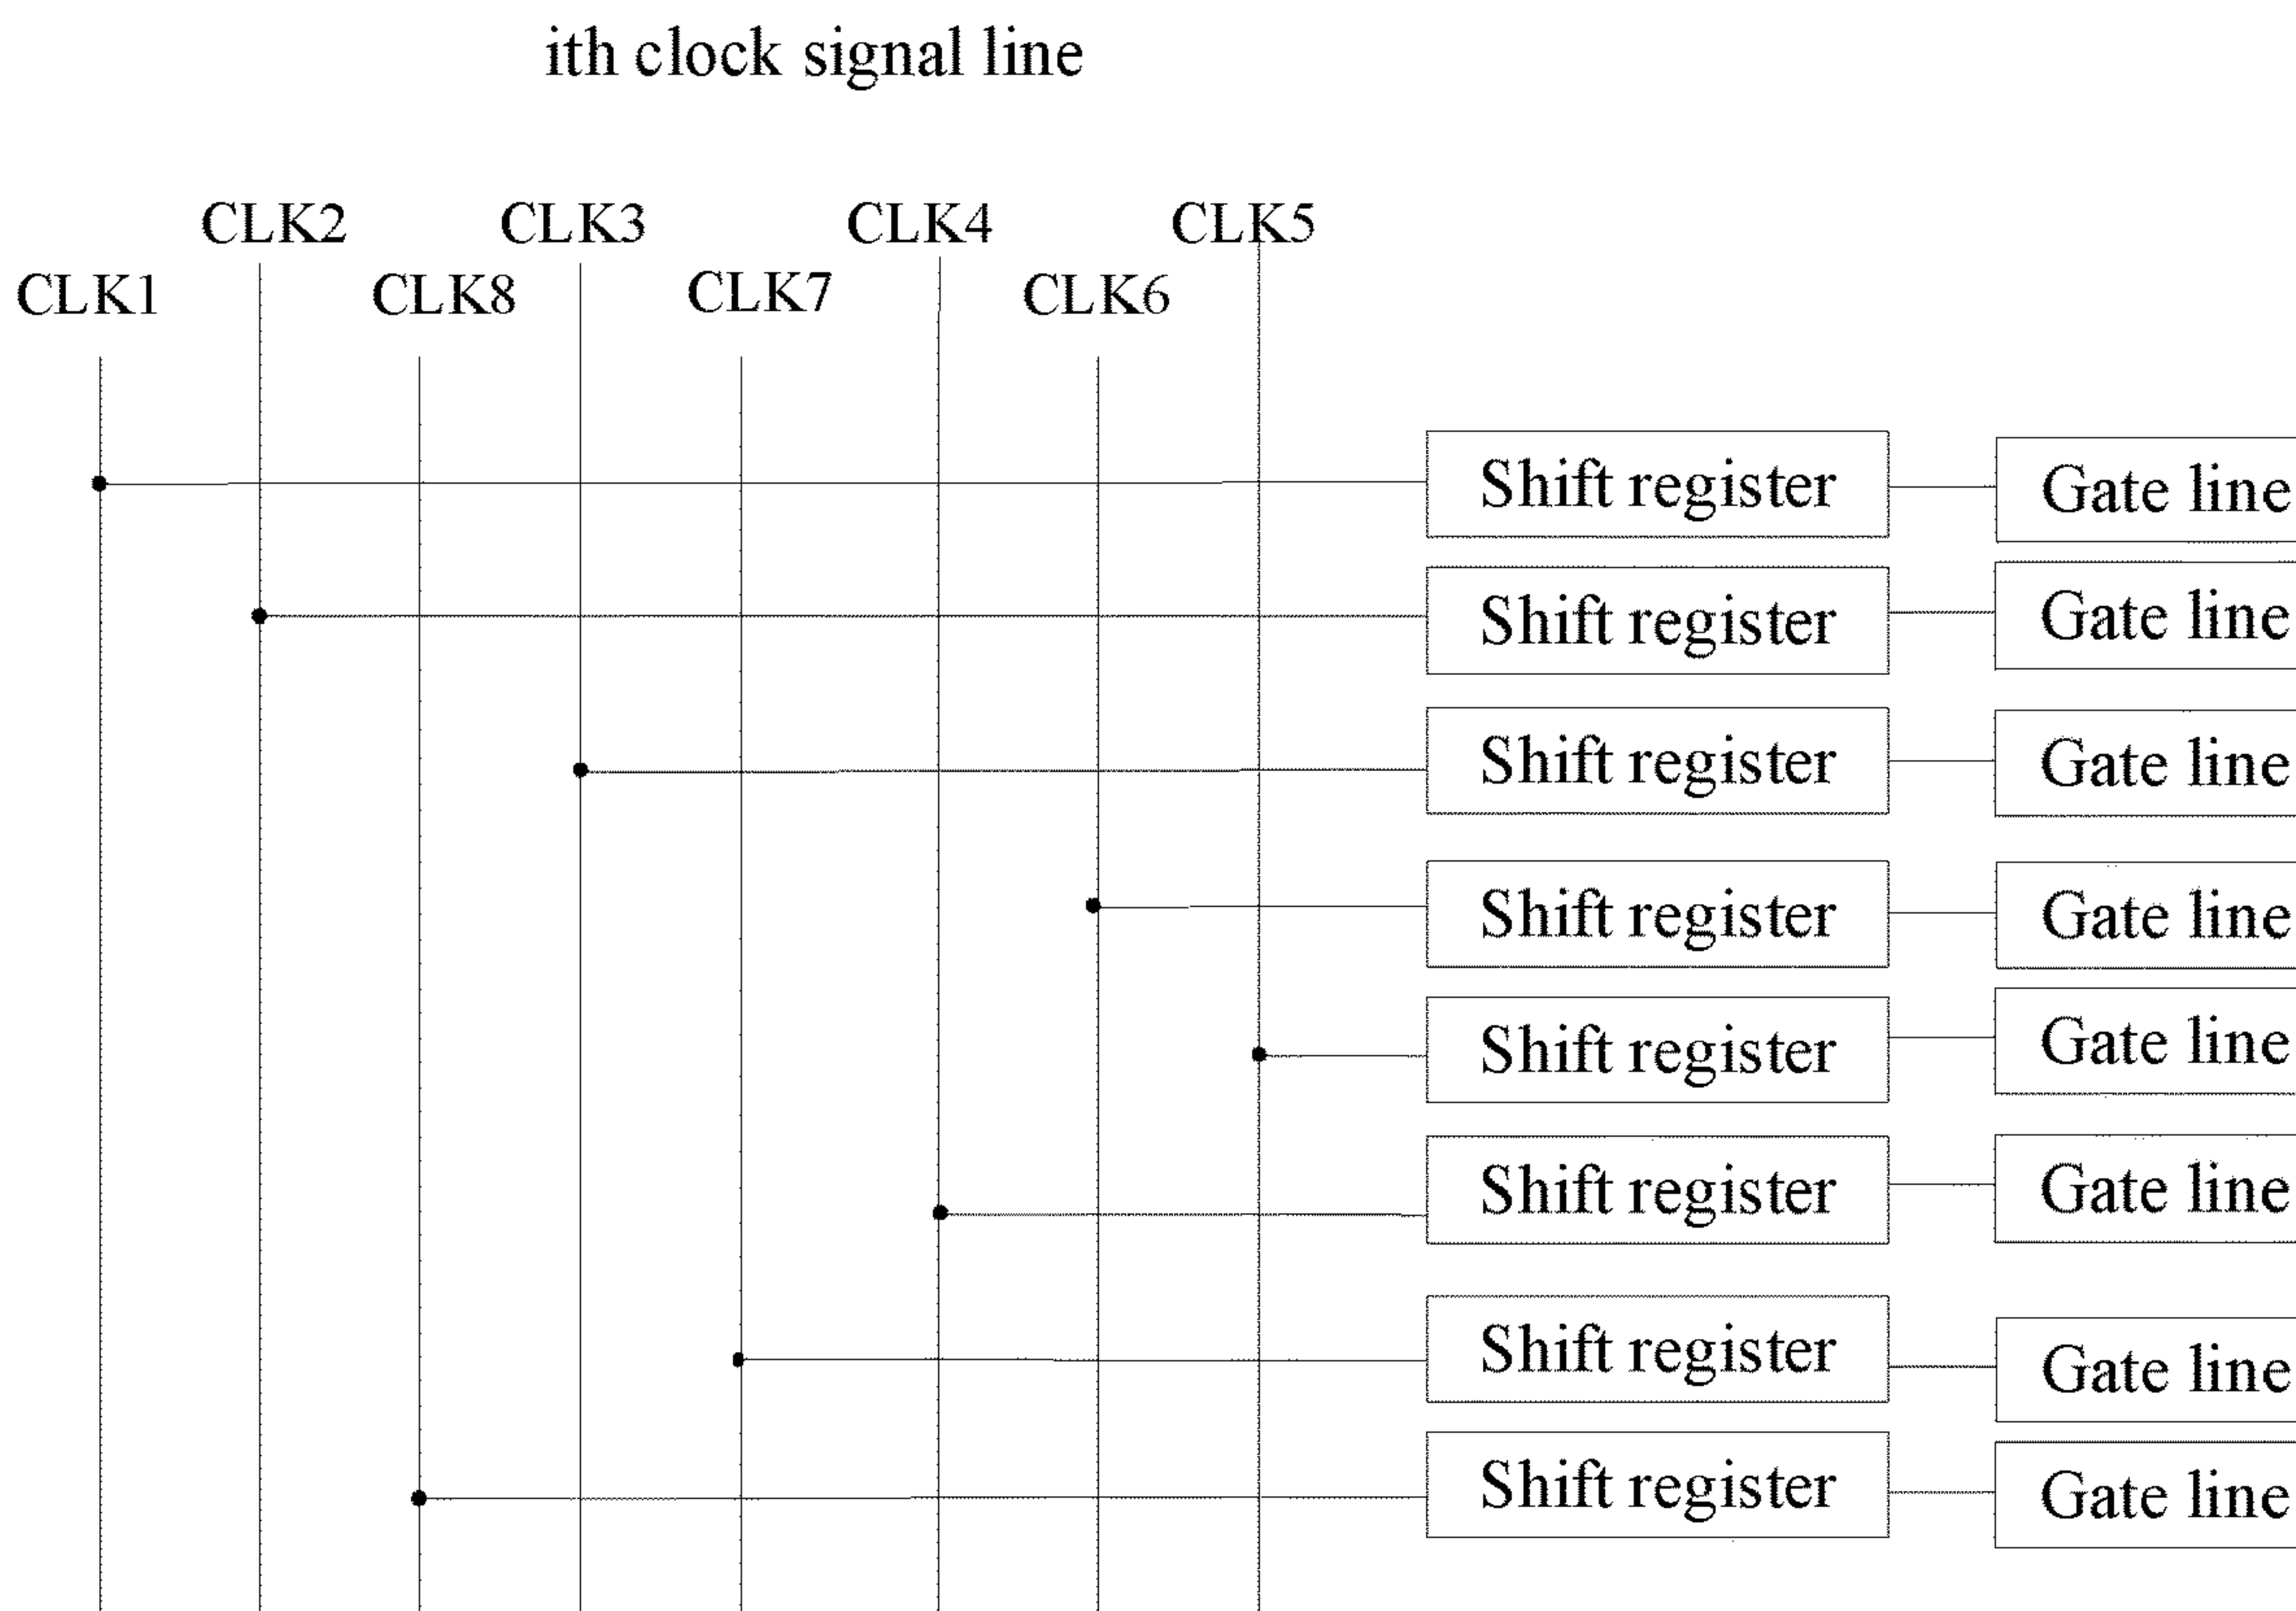 ith clock signal line
CLK2 CLK3 CLK4 CLK5
CLK1 CLK8 CLK7 CLK6
Shift register Gate line
Shift register Gate line
Shift register Gate line
Shift register Gate line
Shift register Gate line
Shift register Gate line
Shift register Gate line
Shift register Gate line